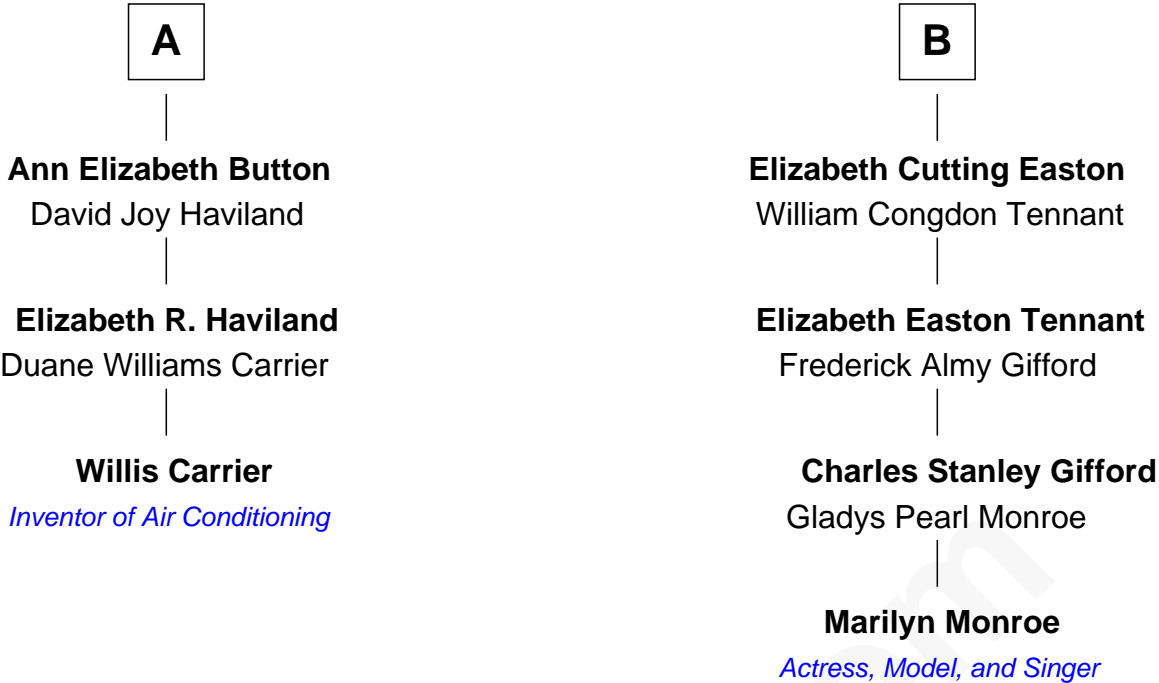 A
Ann Elizabeth Button
David Joy Haviland
Elizabeth R. Haviland
Duane Williams Carrier
Willis Carrier
Inventor of Air Conditioning
B
Elizabeth Cutting Easton
William Congdon Tennant
Elizabeth Easton Tennant
Frederick Almy Gifford
Charles Stanley Gifford
Gladys Pearl Monroe
Marilyn Monroe
Actress, Model, and Singer